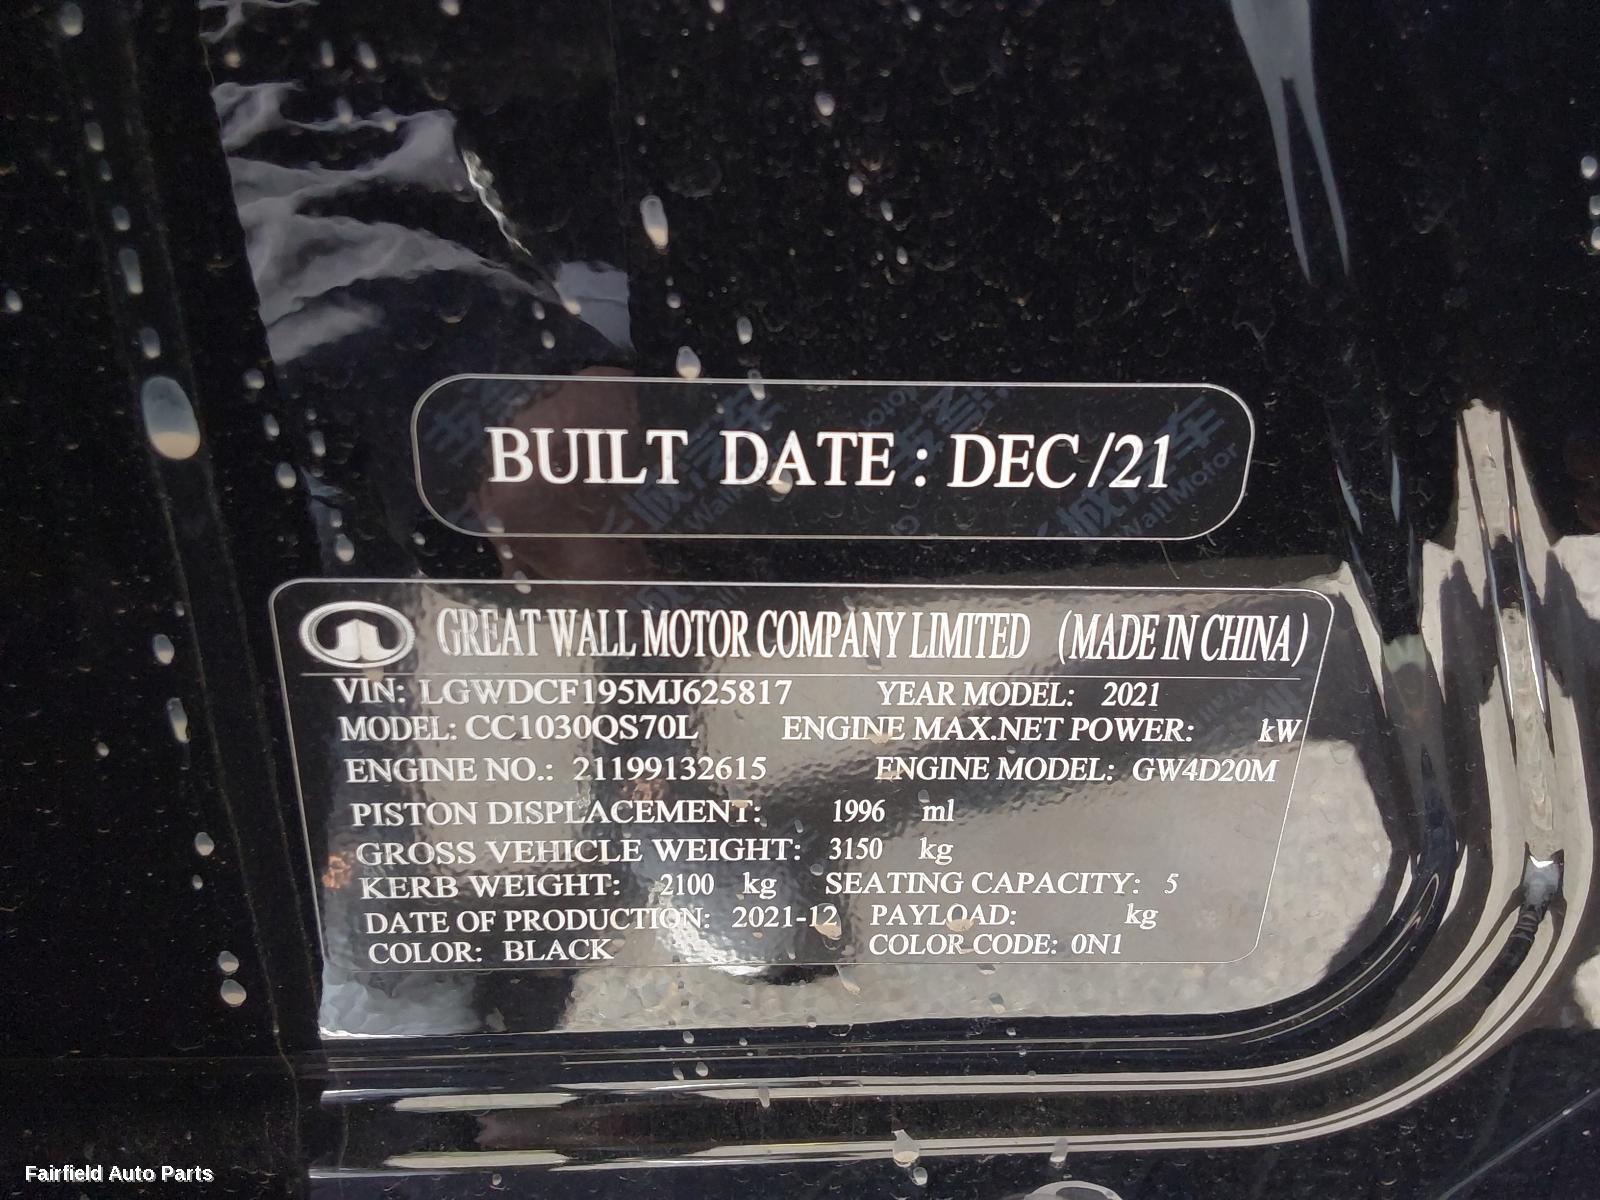 BUILT DATE : DEC/21
GREAT WALL MOTOR COMPANY LIMITED (MADE IN CHINA)
VIN: LGWDCF195MJ625817 YEAR MODEL: 2021
MODEL: CC1030QS70L ENGINE MAX.NET POWER: kW
ENGINE NO.: 21199132615 ENGINE MODEL: GW4D20M
PISTON DISPLACEMENT: 1996 ml
GROSS VEHICLE WEIGHT: 3150 kg
KERB WEIGHT: 2100 kg SEATING CAPACITY: 5
DATE OF PRODUCTION: 2021-12 PAYLOAD: kg
COLOR: BLACK COLOR CODE: 0N1
Fairfield Auto Parts